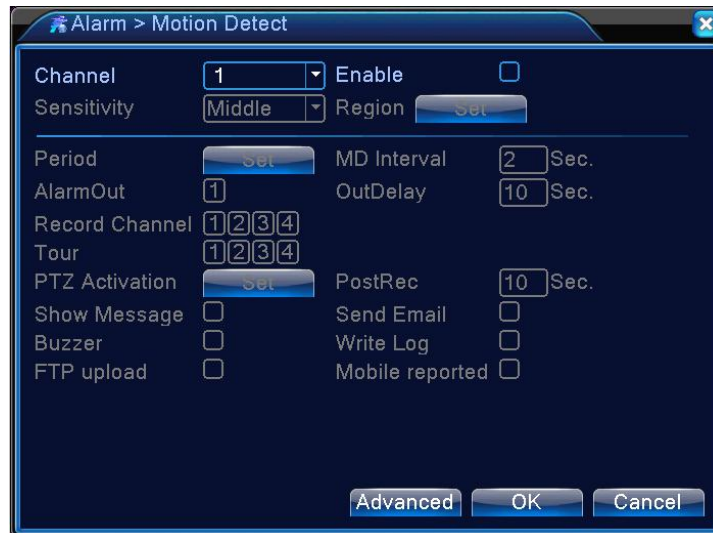 Alarm > Motion Detect
Channel 1 Enable
Sensitivity Middle Region Set
Period Set MD Interval 2 Sec.
AlarmOut 1 OutDelay 10 Sec.
Record Channel 1 2 3 4
Tour 1 2 3 4
PTZ Activation Set PostRec 10 Sec.
Show Message Send Email
Buzzer Write Log
FTP upload Mobile reported
Advanced OK Cancel